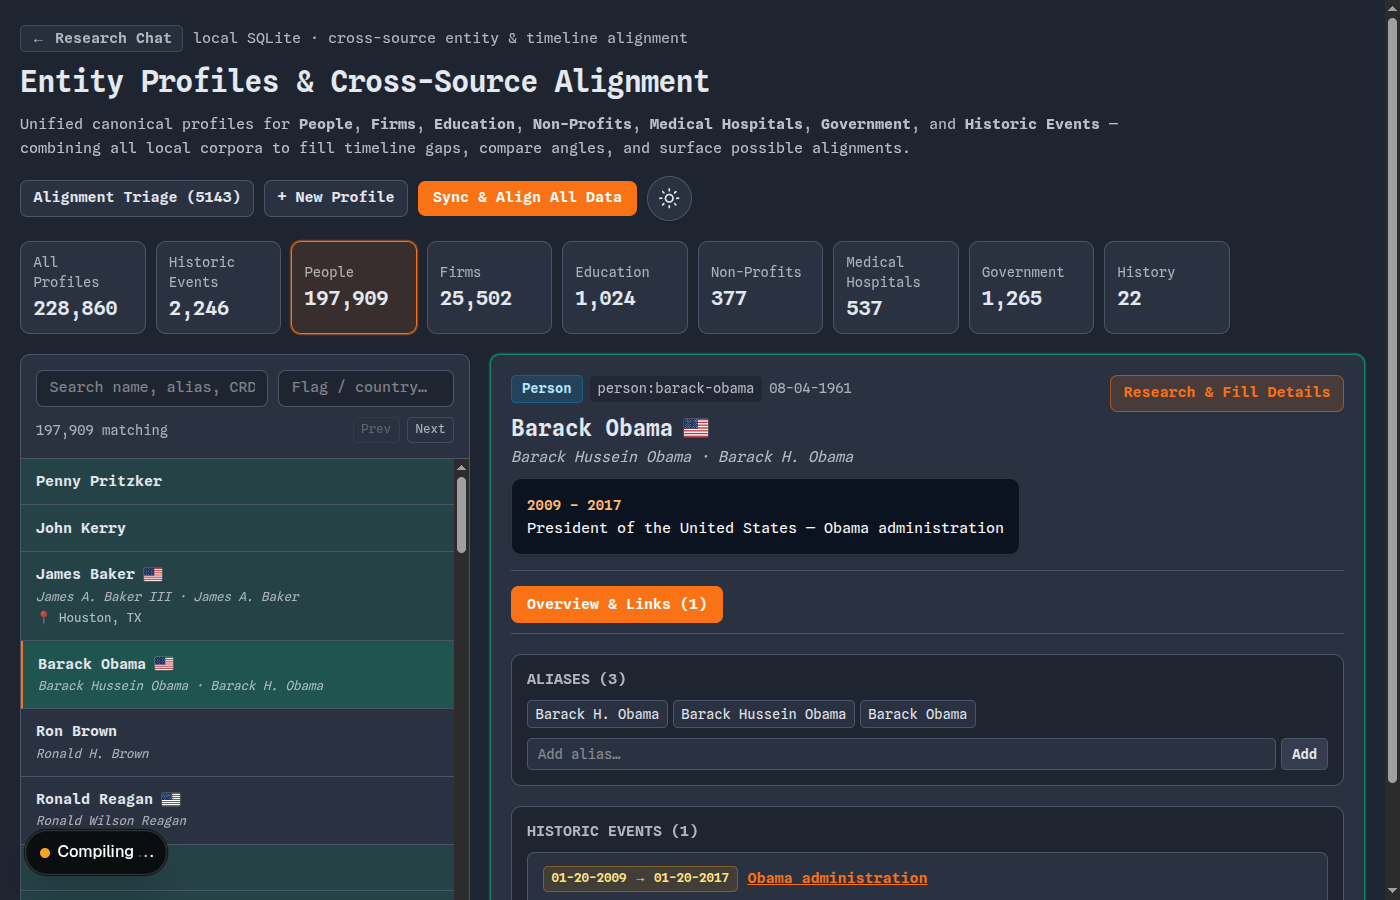 ← Research Chat local SQLite · cross-source entity & timeline alignment
Entity Profiles & Cross-Source Alignment
Unified canonical profiles for People, Firms, Education, Non-Profits, Medical Hospitals, Government, and Historic Events —
combining all local corpora to fill timeline gaps, compare angles, and surface possible alignments.
Alignment Triage (5143) + New Profile Sync & Align All Data
All Profiles
228,860
Historic Events
2,246
People
197,909
Firms
25,502
Education
1,024
Non-Profits
377
Medical Hospitals
537
Government
1,265
History
22
Search name, alias, CRD Flag / country…
197,909 matching Prev Next
Penny Pritzker
John Kerry
James Baker
James A. Baker III · James A. Baker
Houston, TX
Barack Obama
Barack Hussein Obama · Barack H. Obama
Ron Brown
Ronald H. Brown
Ronald Reagan
Ronald Wilson Reagan
Compiling ...
Person person:barack-obama 08-04-1961 Research & Fill Details
Barack Obama
Barack Hussein Obama · Barack H. Obama
2009 – 2017
President of the United States — Obama administration
Overview & Links (1)
ALIASES (3)
Barack H. Obama Barack Hussein Obama Barack Obama
Add alias… Add
HISTORIC EVENTS (1)
01-20-2009 → 01-20-2017 Obama administration